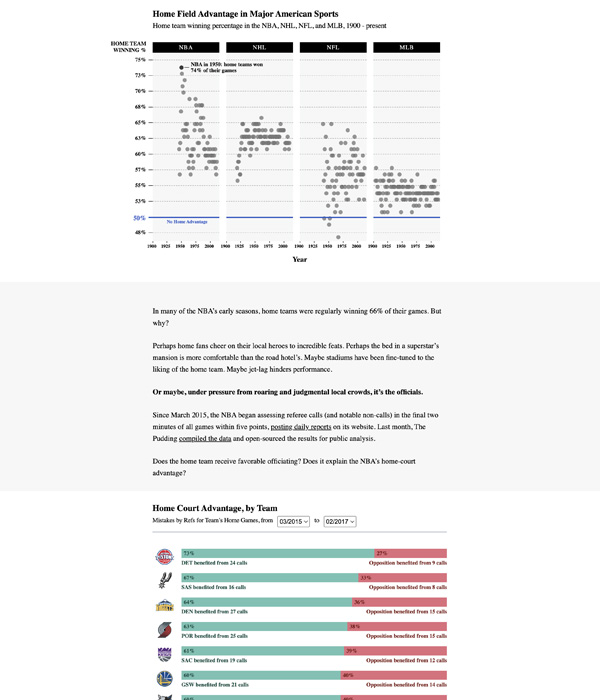 Home Field Advantage in Major American Sports
Home team winning percentage in the NBA, NHL, NFL, and MLB, 1900 - present
HOME TEAM
WINNING %
NBA
NHL
NFL
MLB
75%
73%
70%
68%
65%
63%
60%
57%
55%
53%
50%
48%
NBA in 1950: home teams won
74% of their games
No Home Advantage
1900 1925 1950 1975 2000
1900 1925 1950 1975 2000
1900 1925 1950 1975 2000
1900 1925 1950 1975 2000
Year
In many of the NBA's early seasons, home teams were regularly winning 66% of their games. But
why?
Perhaps home fans cheer on their local heroes to incredible feats. Perhaps the bed in a superstar's
mansion is more comfortable than the road hotel's. Maybe stadiums have been fine-tuned to the
liking of the home team. Maybe jet-lag hinders performance.
Or maybe, under pressure from roaring and judgmental local crowds, it's the officials.
Since March 2015, the NBA began assessing referee calls (and notable non-calls) in the final two
minutes of all games within five points, posting daily reports on its website. Last month, The
Pudding compiled the data and open-sourced the results for public analysis.
Does the home team receive favorable officiating? Does it explain the NBA's home-court
advantage?
Home Court Advantage, by Team
Mistakes by Refs for Team's Home Games, from 03/2015 to 02/2017
73% 27%
DET benefited from 24 calls Opposition benefited from 9 calls
67% 33%
SAS benefited from 16 calls Opposition benefited from 8 calls
64% 36%
DEN benefited from 27 calls Opposition benefited from 15 calls
63% 38%
POR benefited from 25 calls Opposition benefited from 15 calls
61% 39%
SAC benefited from 19 calls Opposition benefited from 12 calls
60% 40%
GSW benefited from 21 calls Opposition benefited from 14 calls